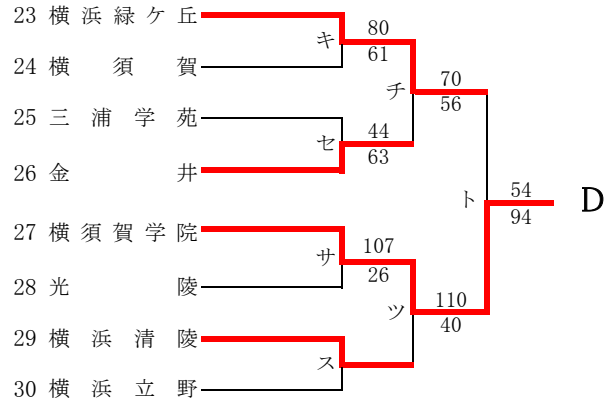 23 横浜緑ケ丘
キ 80
61
24 横須賀
チ 70
56
25 三浦学苑
セ 44
63
26 金井
ト 54
94
D
27 横須賀学院
サ 107
26
28 光陵
ツ 110
40
29 横浜清陵
ス
30 横浜立野